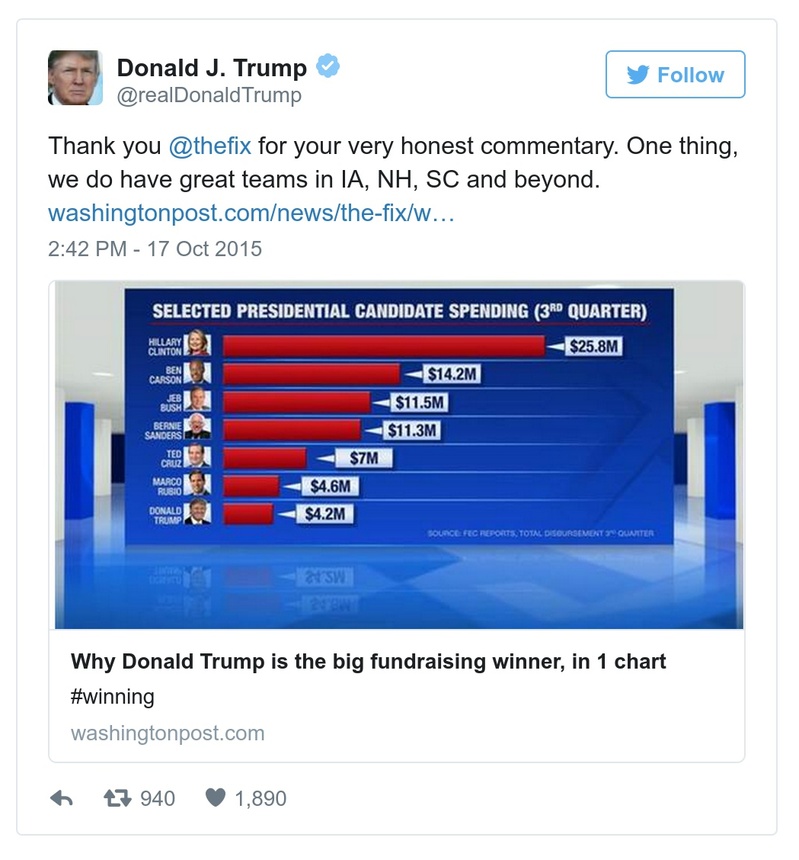 Donald J. Trump
@realDonaldTrump
Follow
Thank you @thefix for your very honest commentary. One thing,
we do have great teams in IA, NH, SC and beyond.
washingtonpost.com/news/the-fix/w…
2:42 PM - 17 Oct 2015
SELECTED PRESIDENTIAL CANDIDATE SPENDING (3RD QUARTER)
HILLARY
CLINTON
$25.8M
BEN
CARSON
$14.2M
JEB
BUSH
$11.5M
BERNIE
SANDERS
$11.3M
TED
CRUZ
$7M
MARCO
RUBIO
$4.6M
DONALD
TRUMP
$4.2M
SOURCE: FEC REPORTS, TOTAL DISBURSEMENT 3RD QUARTER
Why Donald Trump is the big fundraising winner, in 1 chart
#winning
washingtonpost.com
940
1,890